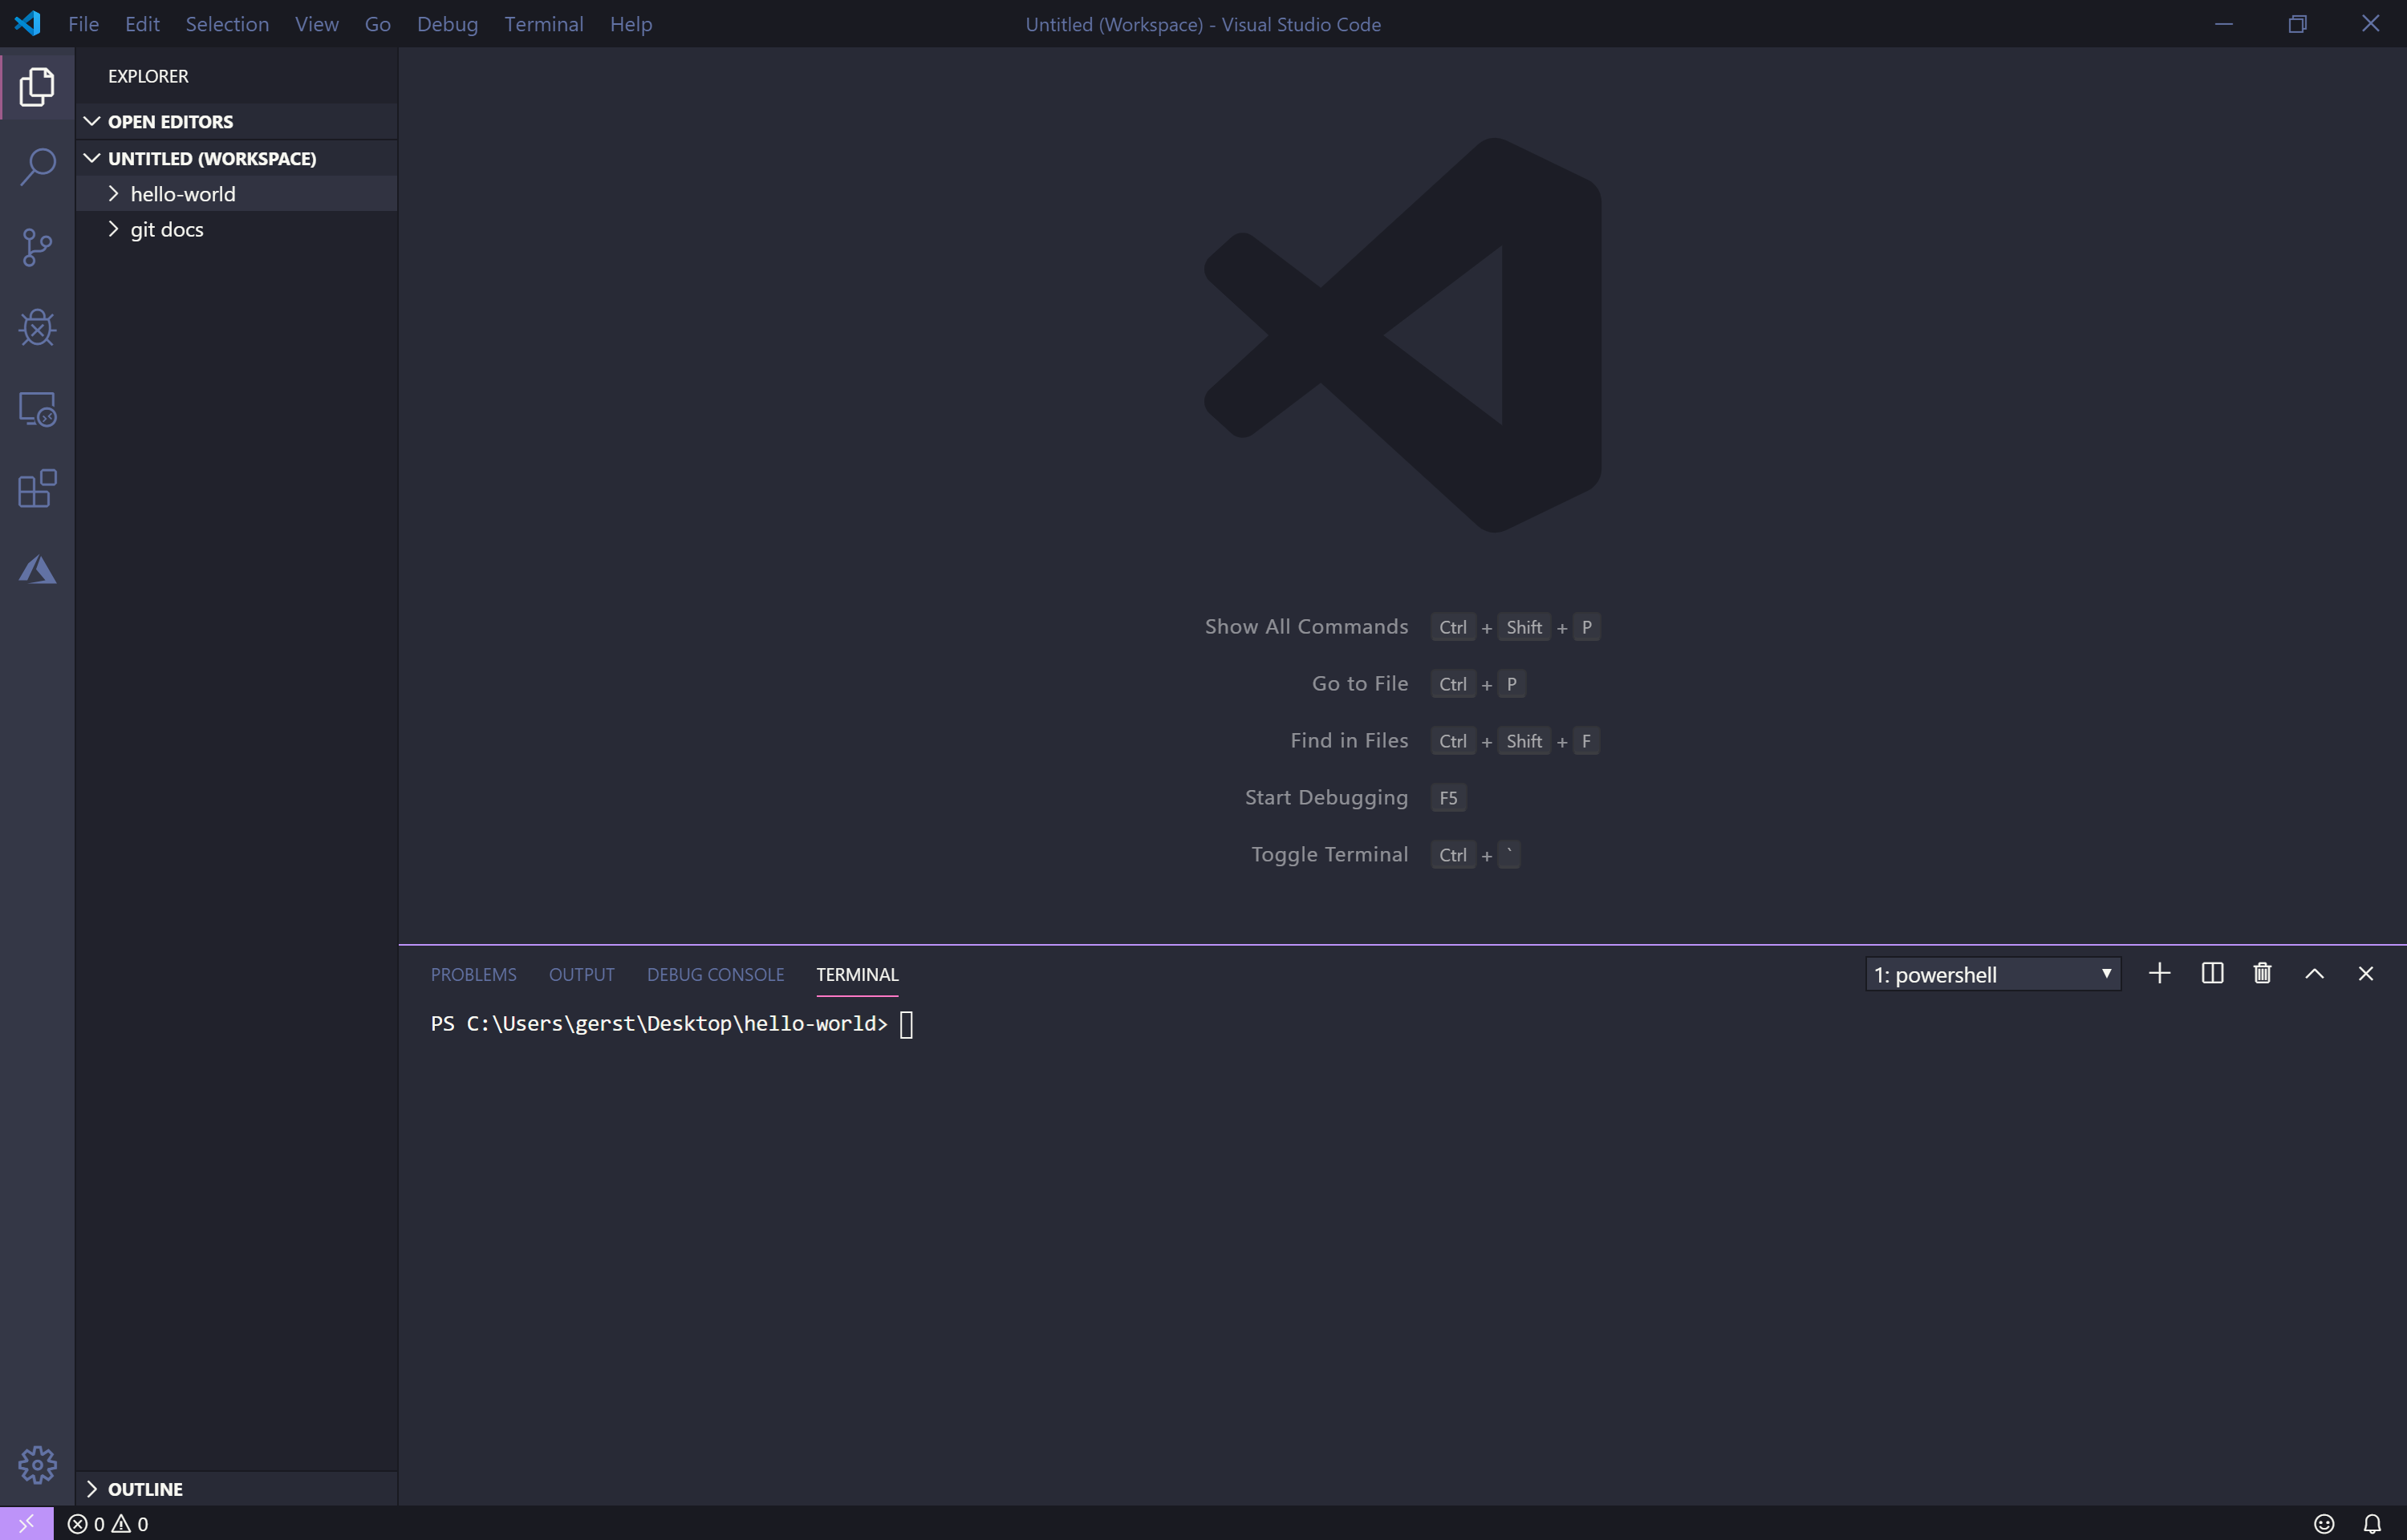 File Edit Selection View Go Debug Terminal Help
Untitled (Workspace) - Visual Studio Code
EXPLORER
OPEN EDITORS
UNTITLED (WORKSPACE)
hello-world
git docs
OUTLINE
Show All Commands Ctrl + Shift + P
Go to File Ctrl + P
Find in Files Ctrl + Shift + F
Start Debugging F5
Toggle Terminal Ctrl + `
PROBLEMS OUTPUT DEBUG CONSOLE TERMINAL
1: powershell
PS C:\Users\gerst\Desktop\hello-world>
0 0